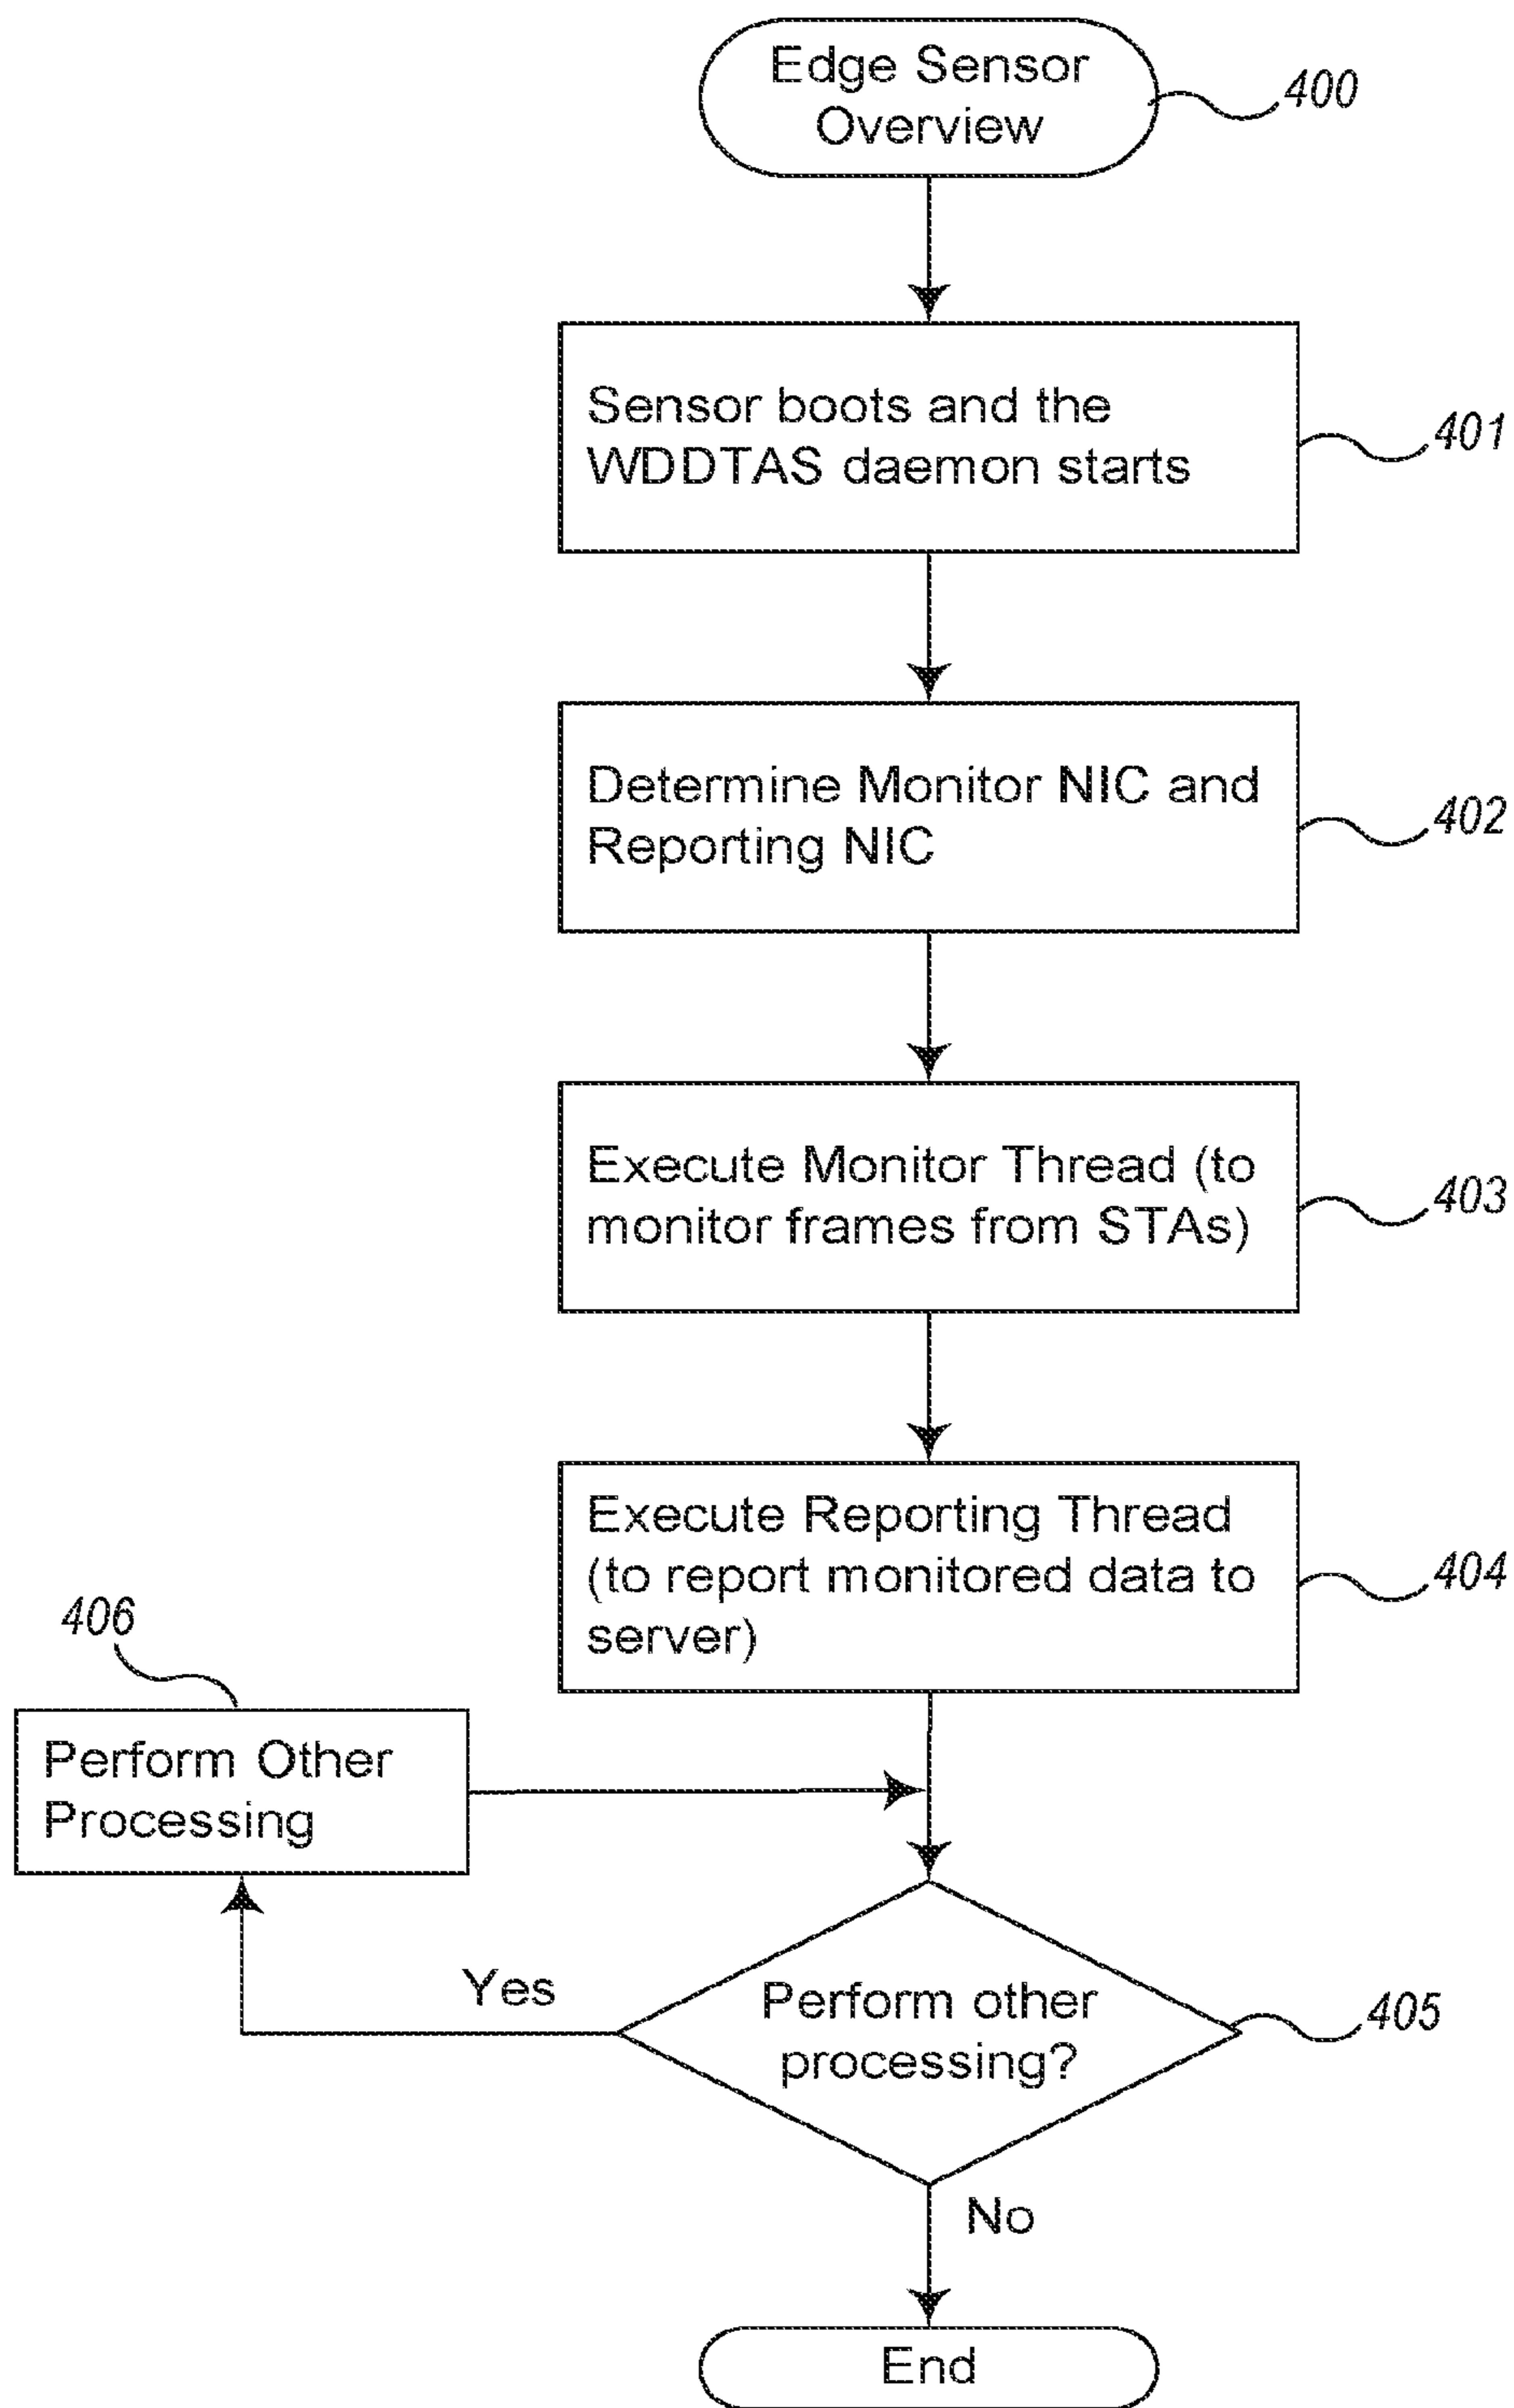 Edge Sensor
Overview
400
Sensor boots and the
WDDTAS daemon starts
401
Determine Monitor NIC and
Reporting NIC
402
Execute Monitor Thread (to
monitor frames from STAs)
403
Execute Reporting Thread
(to report monitored data to
server)
404
406
Perform Other
Processing
Yes
Perform other
processing?
405
No
End